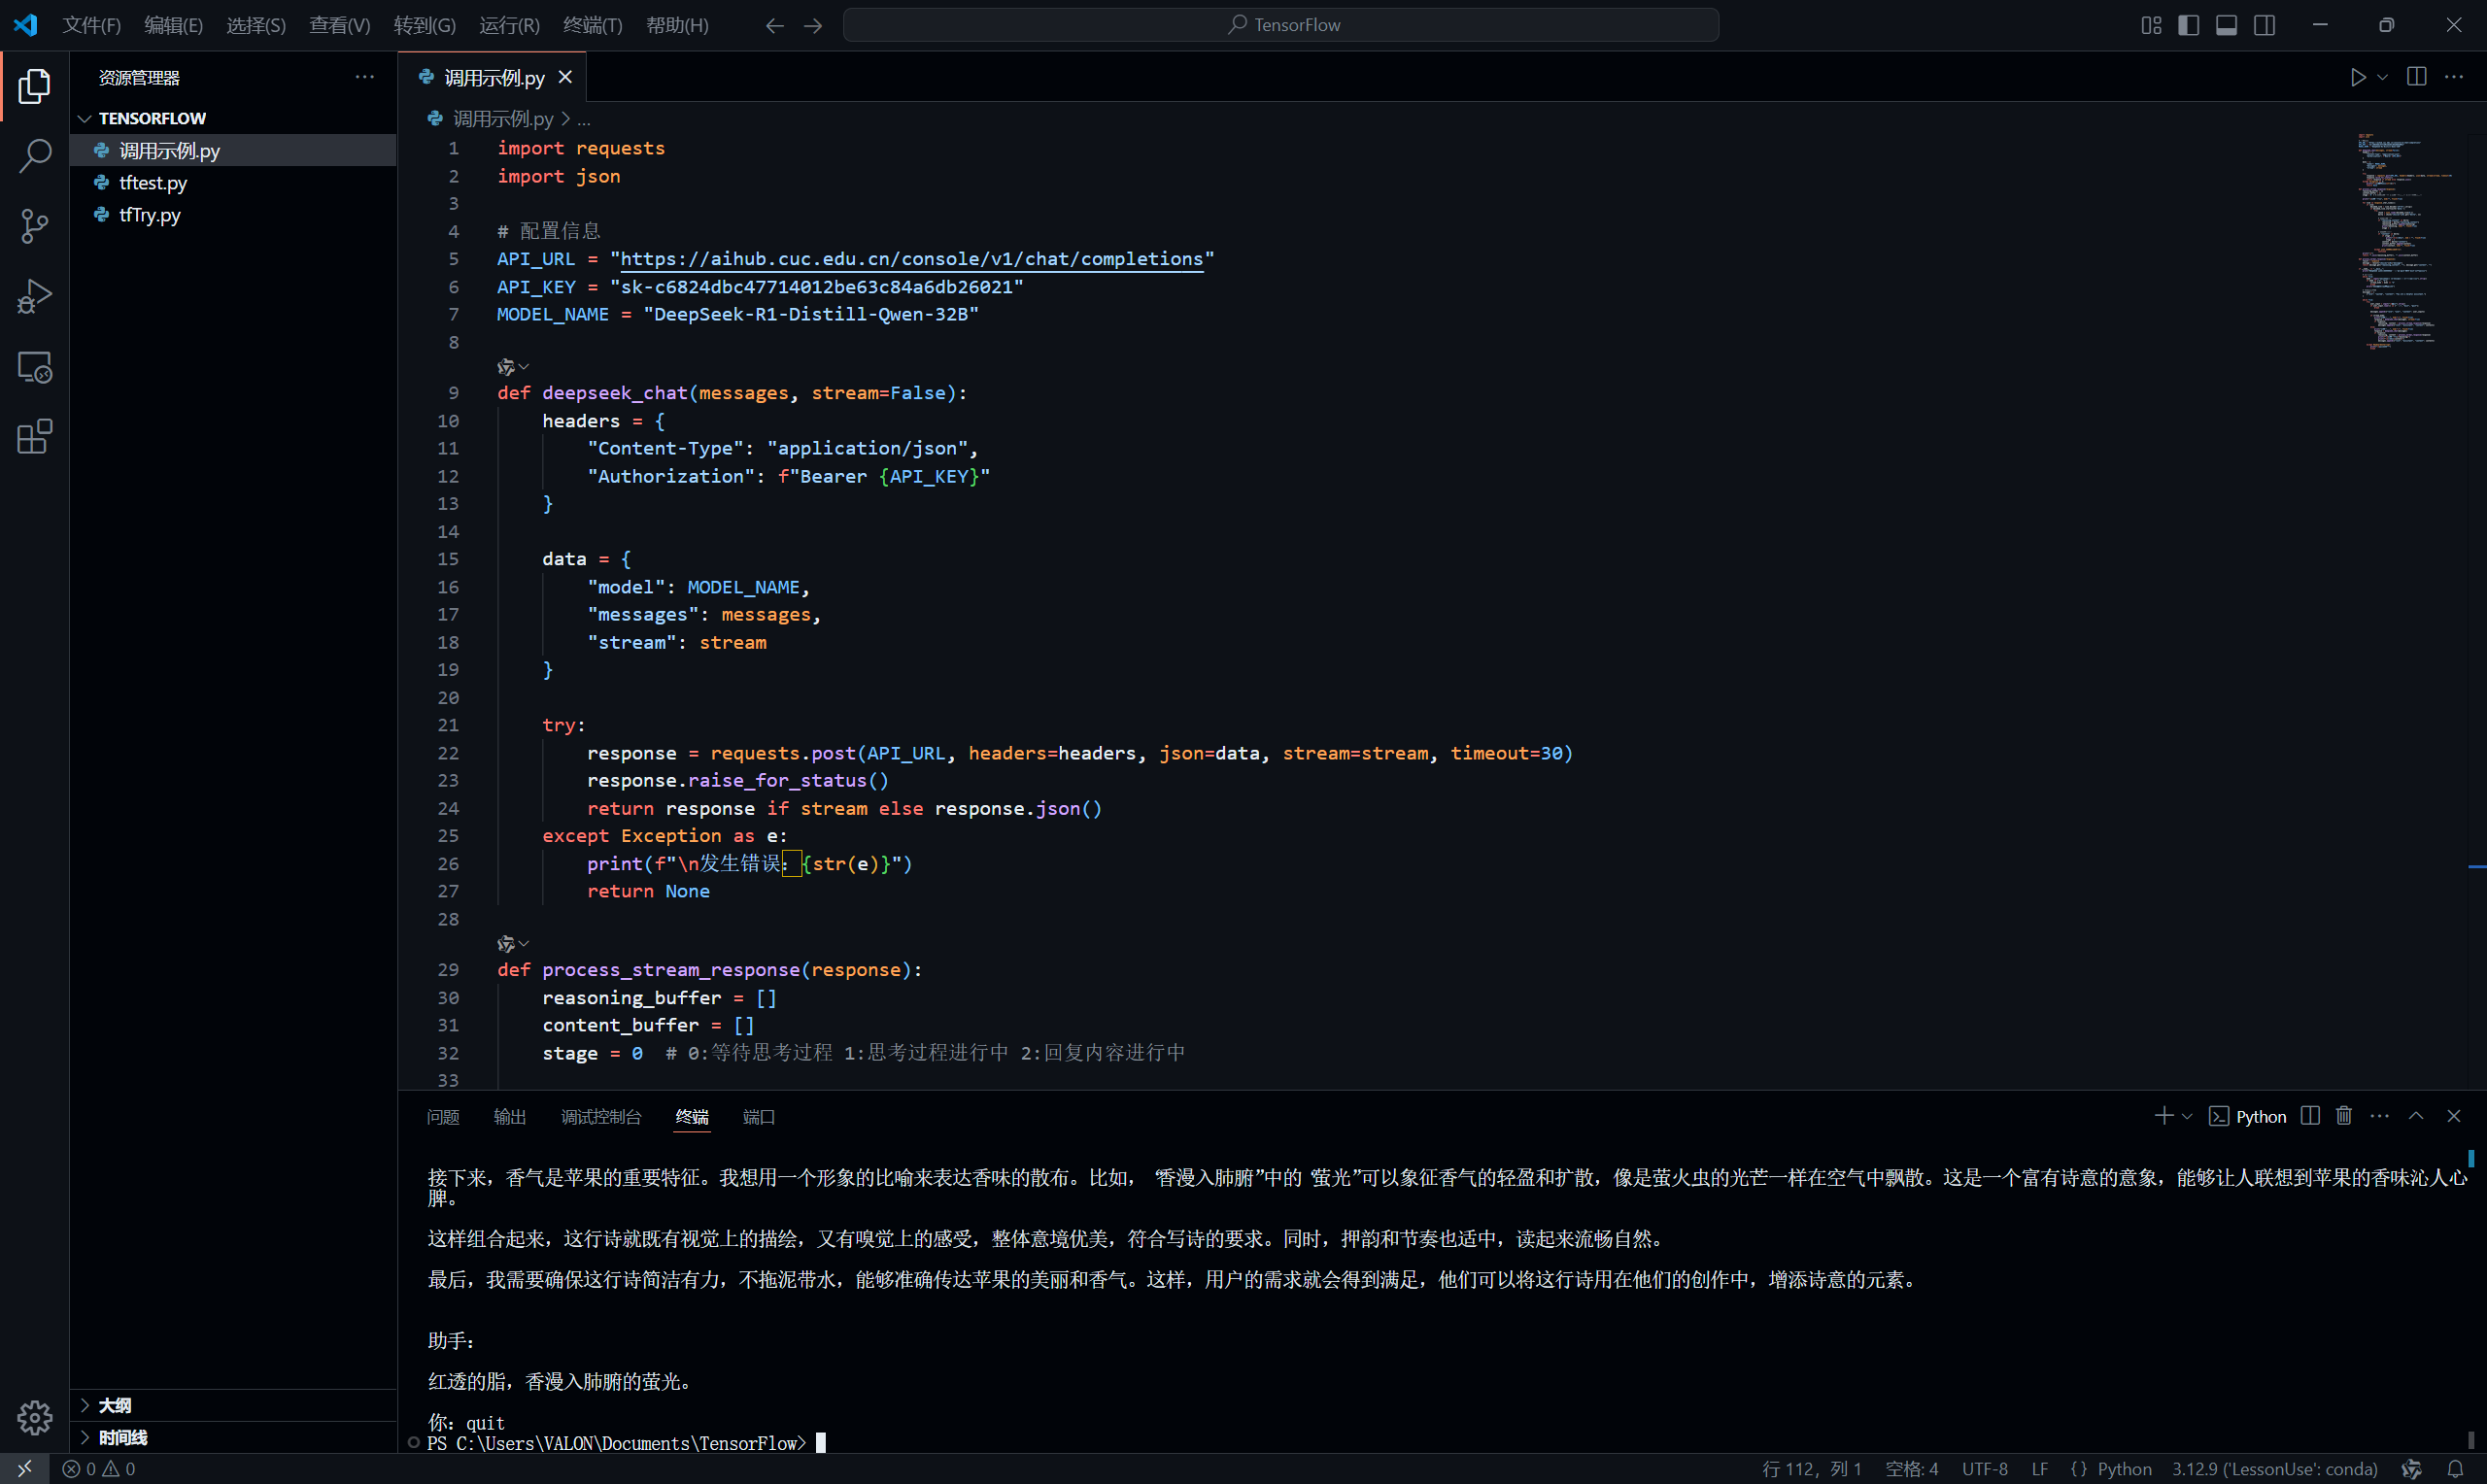 文件(F) 编辑(E) 选择(S) 查看(V) 转到(G) 运行(R) 终端(T) 帮助(H) TensorFlow
资源管理器
TENSORFLOW
调用示例.py
tftest.py
tfTry.py
大纲
时间线
调用示例.py
调用示例.py > ...
1 import requests
2 import json
3
4 # 配置信息
5 API_URL = "https://aihub.cuc.edu.cn/console/v1/chat/completions"
6 API_KEY = "sk-c6824dbc47714012be63c84a6db26021"
7 MODEL_NAME = "DeepSeek-R1-Distill-Qwen-32B"
8
9 def deepseek_chat(messages, stream=False):
10 headers = {
11 "Content-Type": "application/json",
12 "Authorization": f"Bearer {API_KEY}"
13 }
14
15 data = {
16 "model": MODEL_NAME,
17 "messages": messages,
18 "stream": stream
19 }
20
21 try:
22 response = requests.post(API_URL, headers=headers, json=data, stream=stream, timeout=30)
23 response.raise_for_status()
24 return response if stream else response.json()
25 except Exception as e:
26 print(f"\n发生错误：{str(e)}")
27 return None
28
29 def process_stream_response(response):
30 reasoning_buffer = []
31 content_buffer = []
32 stage = 0 # 0:等待思考过程 1:思考过程进行中 2:回复内容进行中
33
问题 输出 调试控制台 终端 端口 Python
接下来，香气是苹果的重要特征。我想用一个形象的比喻来表达香味的散布。比如，“香漫入肺腑”中的“萤光”可以象征香气的轻盈和扩散，像是萤火虫的光芒一样在空气中飘散。这是一个富有诗意的意象，能够让人联想到苹果的香味沁人心
脾。
这样组合起来，这行诗就既有视觉上的描绘，又有嗅觉上的感受，整体意境优美，符合写诗的要求。同时，押韵和节奏也适中，读起来流畅自然。
最后，我需要确保这行诗简洁有力，不拖泥带水，能够准确传达苹果的美丽和香气。这样，用户的需求就会得到满足，他们可以将这行诗用在他们的创作中，增添诗意的元素。
助手：
红透的脂，香漫入肺腑的萤光。
你：quit
PS C:\Users\VALON\Documents\TensorFlow>
0 0 行 112，列 1 空格: 4 UTF-8 LF {} Python 3.12.9 ('LessonUse': conda)